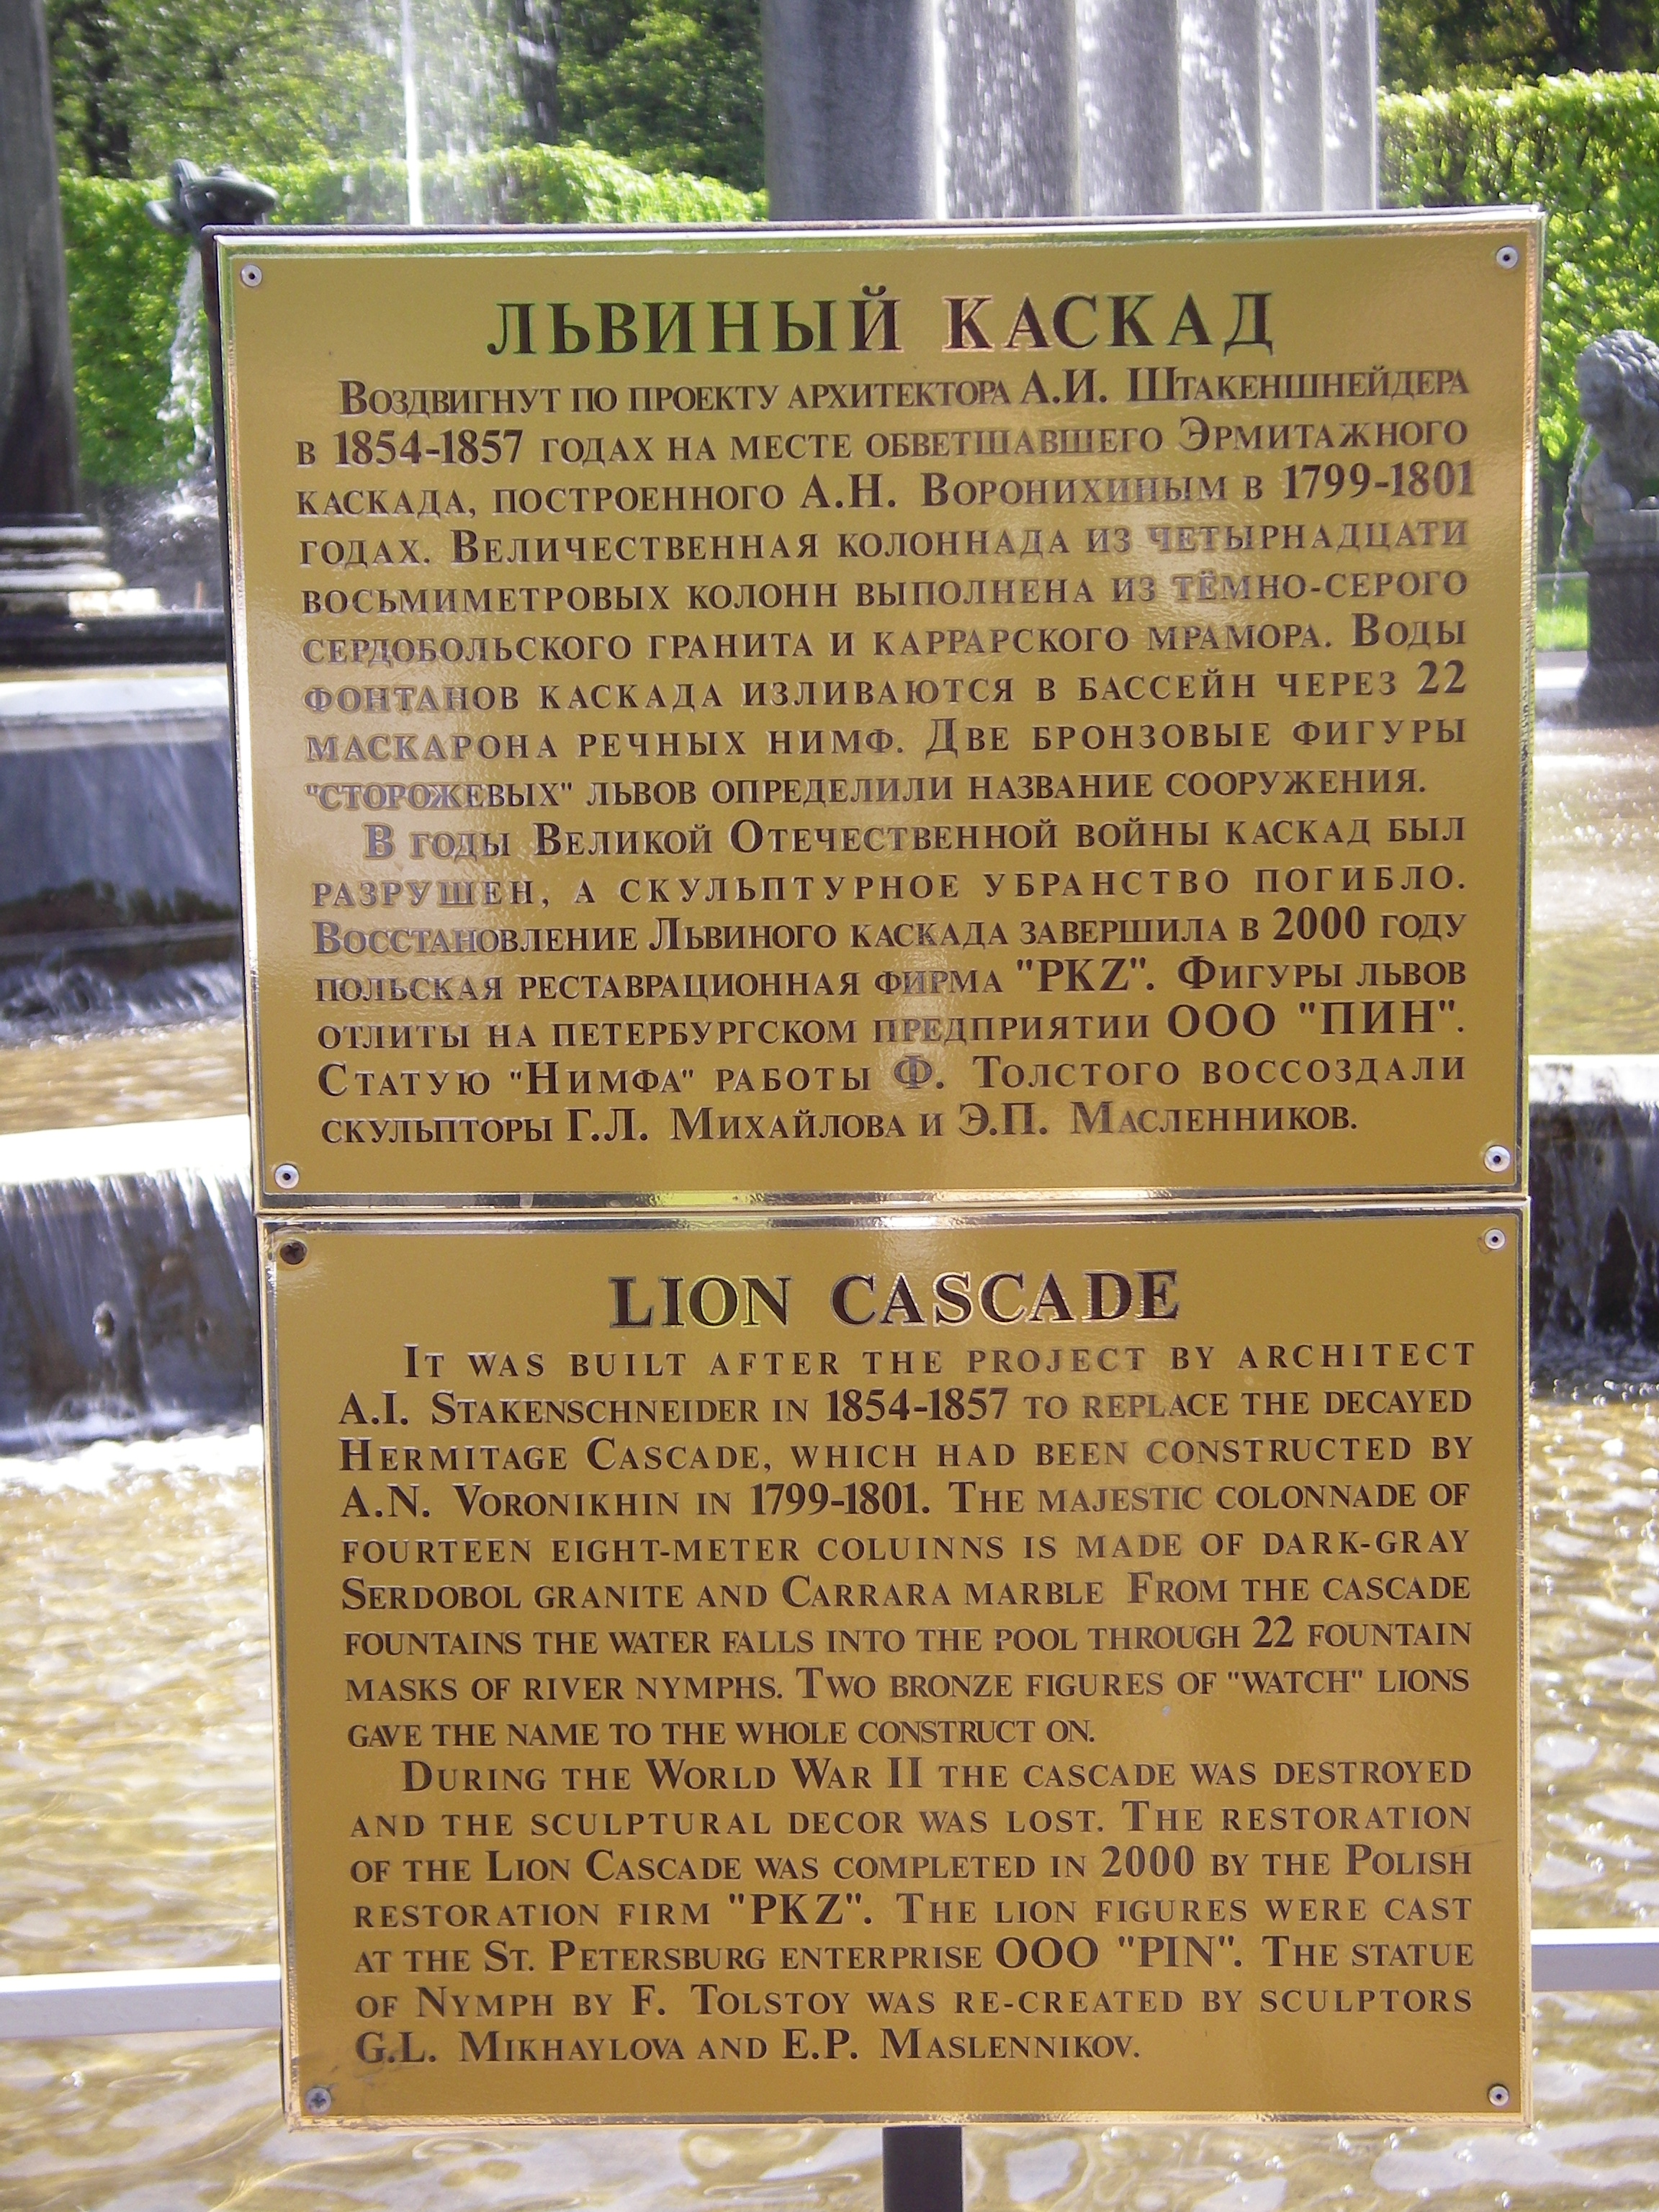 ЛЬВИНЫЙ КАСКАД
ВОЗДВИГНУТ ПО ПРОЕКТУ АРХИТЕКТОРА А.И. ШТАКЕНШНЕЙДЕРА
В 1854-1857 ГОДАХ НА МЕСТЕ ОБВЕТШАВШЕГО ЭРМИТАЖНОГО
КАСКАДА, ПОСТРОЕННОГО А.Н. ВОРОНИХИНЫМ В 1799-1801
ГОДАХ. ВЕЛИЧЕСТВЕННАЯ КОЛОННАДА ИЗ ЧЕТЫРНАДЦАТИ
ВОСЬМИМЕТРОВЫХ КОЛОНН ВЫПОЛНЕНА ИЗ ТЁМНО-СЕРОГО
СЕРДОБОЛЬСКОГО ГРАНИТА И КАРРАРСКОГО МРАМОРА. ВОДЫ
ФОНТАНОВ КАСКАДА ИЗЛИВАЮТСЯ В БАССЕЙН ЧЕРЕЗ 22
МАСКАРОНА РЕЧНЫХ НИМФ. ДВЕ БРОНЗОВЫЕ ФИГУРЫ
"СТОРОЖЕВЫХ" ЛЬВОВ ОПРЕДЕЛИЛИ НАЗВАНИЕ СООРУЖЕНИЯ.
В ГОДЫ ВЕЛИКОЙ ОТЕЧЕСТВЕННОЙ ВОЙНЫ КАСКАД БЫЛ
РАЗРУШЕН, А СКУЛЬПТУРНОЕ УБРАНСТВО ПОГИБЛО.
ВОССТАНОВЛЕНИЕ ЛЬВИНОГО КАСКАДА ЗАВЕРШИЛА В 2000 ГОДУ
ПОЛЬСКАЯ РЕСТАВРАЦИОННАЯ ФИРМА "PKZ". ФИГУРЫ ЛЬВОВ
ОТЛИТЫ НА ПЕТЕРБУРГСКОМ ПРЕДПРИЯТИИ ООО "ПИН".
СТАТУЮ "НИМФА" РАБОТЫ Ф. ТОЛСТОГО ВОССОЗДАЛИ
СКУЛЬПТОРЫ Г.Л. МИХАЙЛОВА И Э.П. МАСЛЕННИКОВ.
LION CASCADE
IT WAS BUILT AFTER THE PROJECT BY ARCHITECT
A.I. STAKENSCHNEIDER IN 1854-1857 TO REPLACE THE DECAYED
HERMITAGE CASCADE, WHICH HAD BEEN CONSTRUCTED BY
A.N. VORONIKHIN IN 1799-1801. THE MAJESTIC COLONNADE OF
FOURTEEN EIGHT-METER COLUINNS IS MADE OF DARK-GRAY
SERDOBOL GRANITE AND CARRARA MARBLE FROM THE CASCADE
FOUNTAINS THE WATER FALLS INTO THE POOL THROUGH 22 FOUNTAIN
MASKS OF RIVER NYMPHS. TWO BRONZE FIGURES OF "WATCH" LIONS
GAVE THE NAME TO THE WHOLE CONSTRUCT ON.
DURING THE WORLD WAR II THE CASCADE WAS DESTROYED
AND THE SCULPTURAL DECOR WAS LOST. THE RESTORATION
OF THE LION CASCADE WAS COMPLETED IN 2000 BY THE POLISH
RESTORATION FIRM "PKZ". THE LION FIGURES WERE CAST
AT THE ST. PETERSBURG ENTERPRISE OOO "PIN". THE STATUE
OF NYMPH BY F. TOLSTOY WAS RE-CREATED BY SCULPTORS
G.L. MIKHAYLOVA AND E.P. MASLENNIKOV.